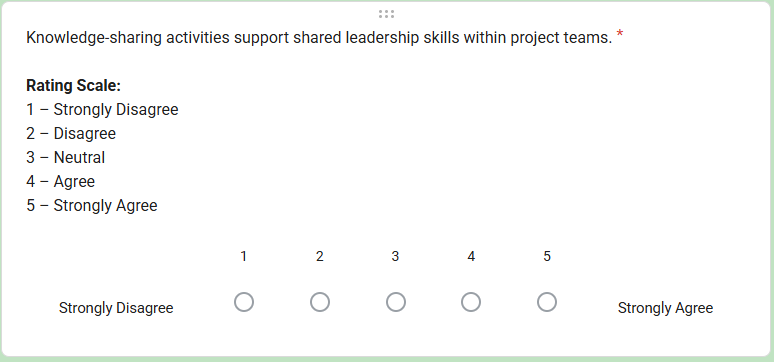 Knowledge-sharing activities support shared leadership skills within project teams. *
Rating Scale:
1 – Strongly Disagree
2 – Disagree
3 – Neutral
4 – Agree
5 – Strongly Agree
1 2 3 4 5
Strongly Disagree Strongly Agree